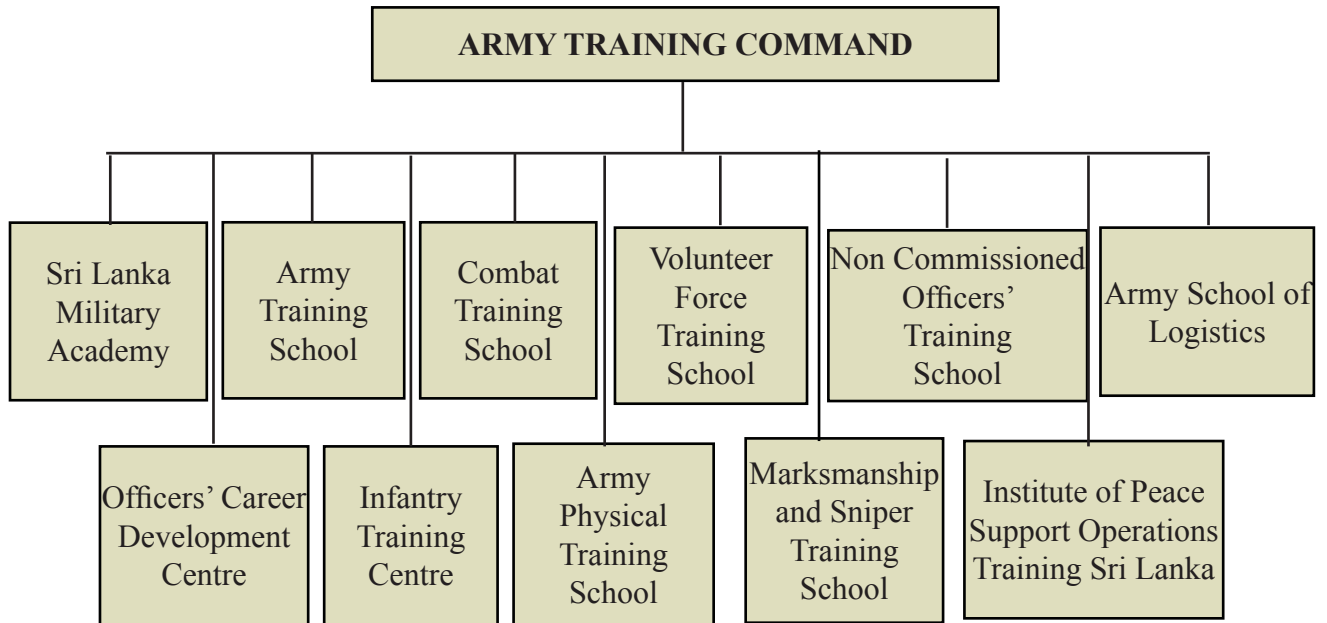 ARMY TRAINING COMMAND
Sri Lanka
Military
Academy
Army
Training
School
Combat
Training
School
Volunteer
Force
Training
School
Non Commissioned
Officers’
Training
School
Army School of
Logistics
Officers’ Career
Development
Centre
Infantry
Training
Centre
Army
Physical
Training
School
Marksmanship
and Sniper
Training
School
Institute of Peace
Support Operations
Training Sri Lanka